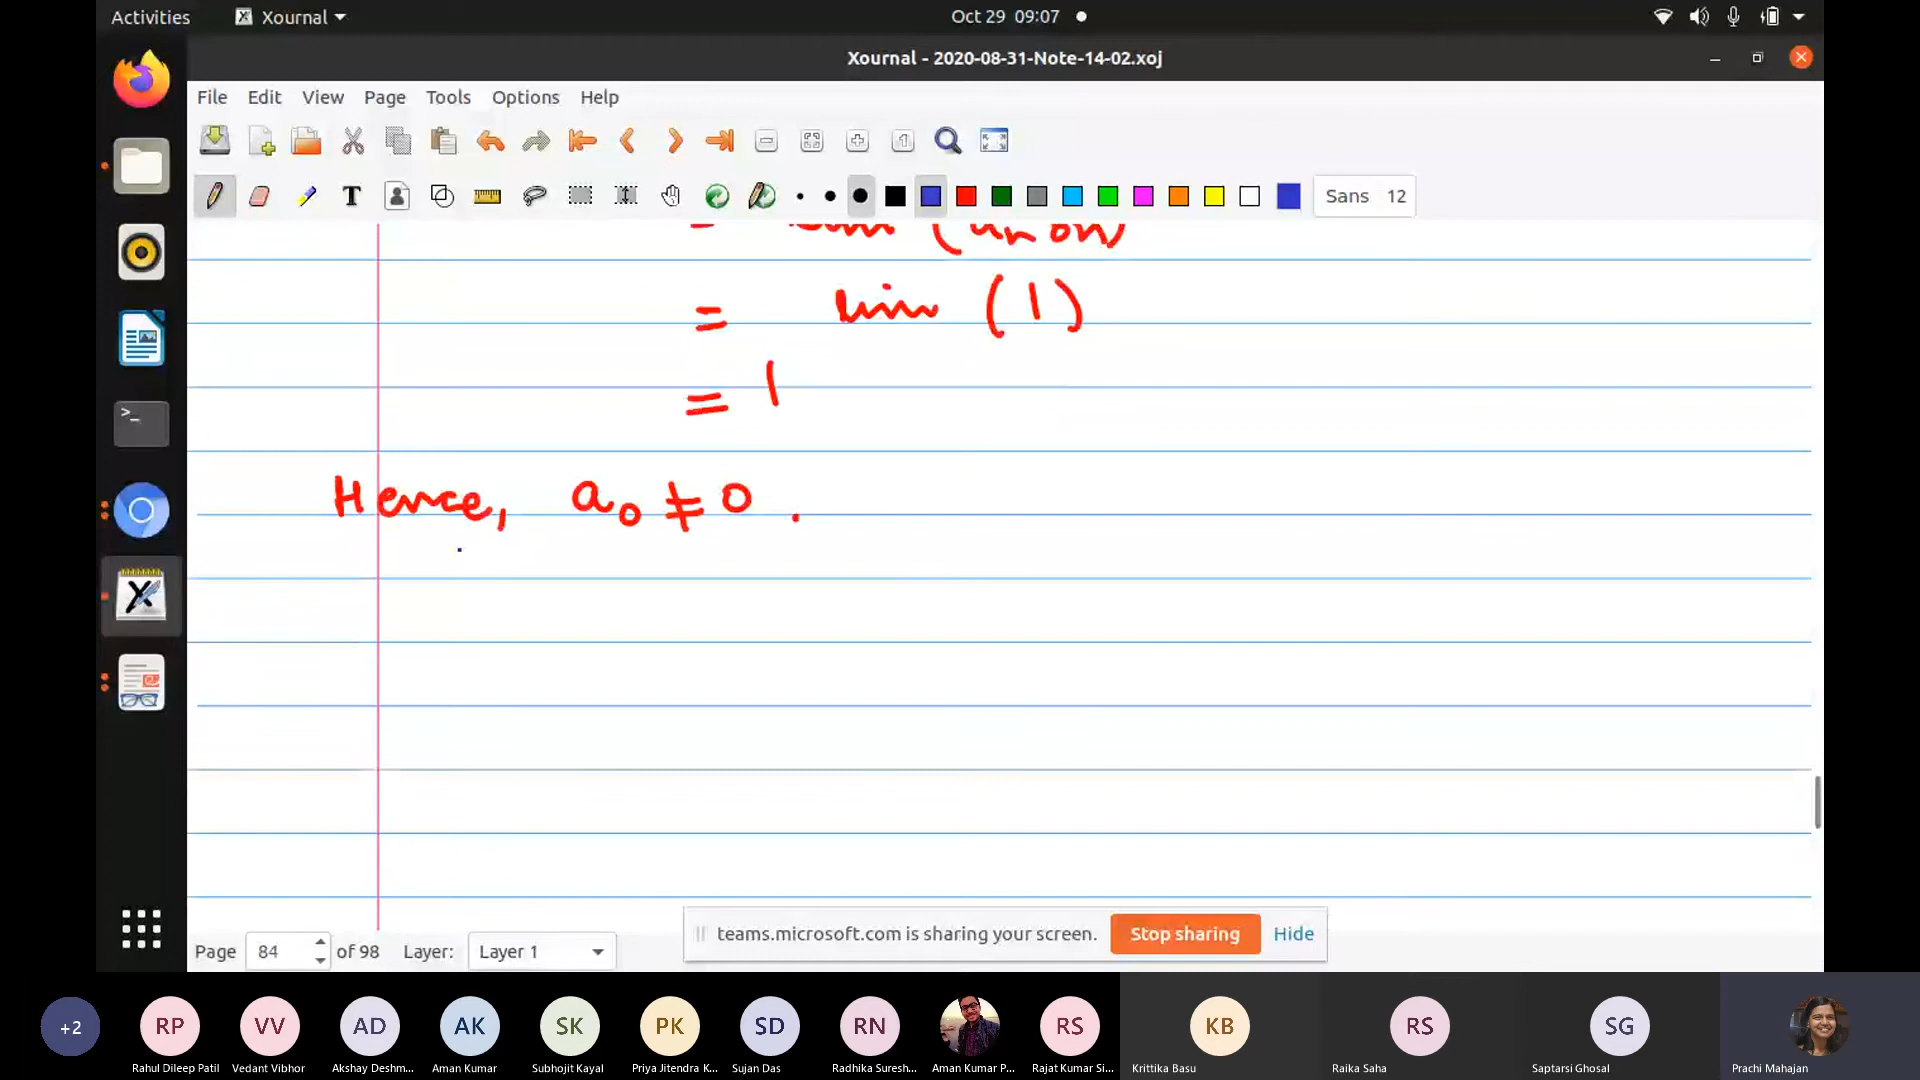 Activities
Xournal
Oct 29 09:07
Xournal - 2020-08-31-Note-14-02.xoj
File Edit View Page Tools Options Help
Sans 12
= lim (an bn)
= lim (1)
= 1
Hence, a₀ ≠ 0 .
teams.microsoft.com is sharing your screen. Stop sharing Hide
Page 84 of 98 Layer: Layer 1
+2 RP VV AD AK SK PK SD RN RS KB RS SG
Rahul Dileep Patil Vedant Vibhor Akshay Deshm... Aman Kumar Subhojit Kayal Priya Jitendra K... Sujan Das Radhika Suresh... Aman Kumar P... Rajat Kumar Si... Krittika Basu Raika Saha Saptarsi Ghosal Prachi Mahajan